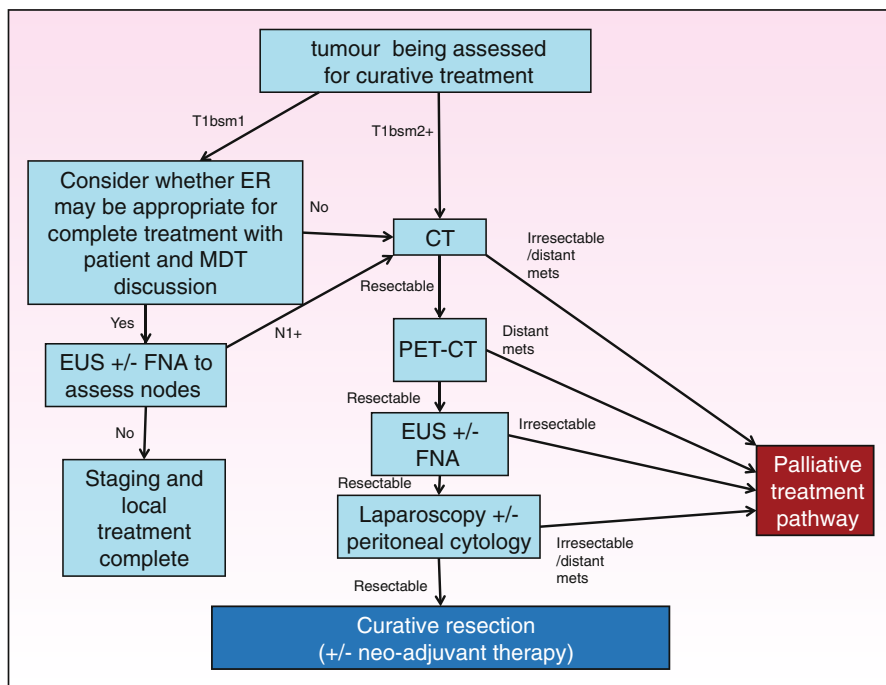 tumour being assessed
for curative treatment
T1bsm1
T1bsm2+
Consider whether ER
may be appropriate for
complete treatment with
patient and MDT
discussion
No
CT
Irresectable
/distant
mets
Resectable
Yes
N1+
EUS +/- FNA to
assess nodes
PET-CT
Distant
mets
Resectable
No
EUS +/-
FNA
Irresectable
Resectable
Staging and
local
treatment
complete
Laparoscopy +/-
peritoneal cytology
Irresectable
/distant
mets
Palliative
treatment
pathway
Resectable
Curative resection
(+/- neo-adjuvant therapy)